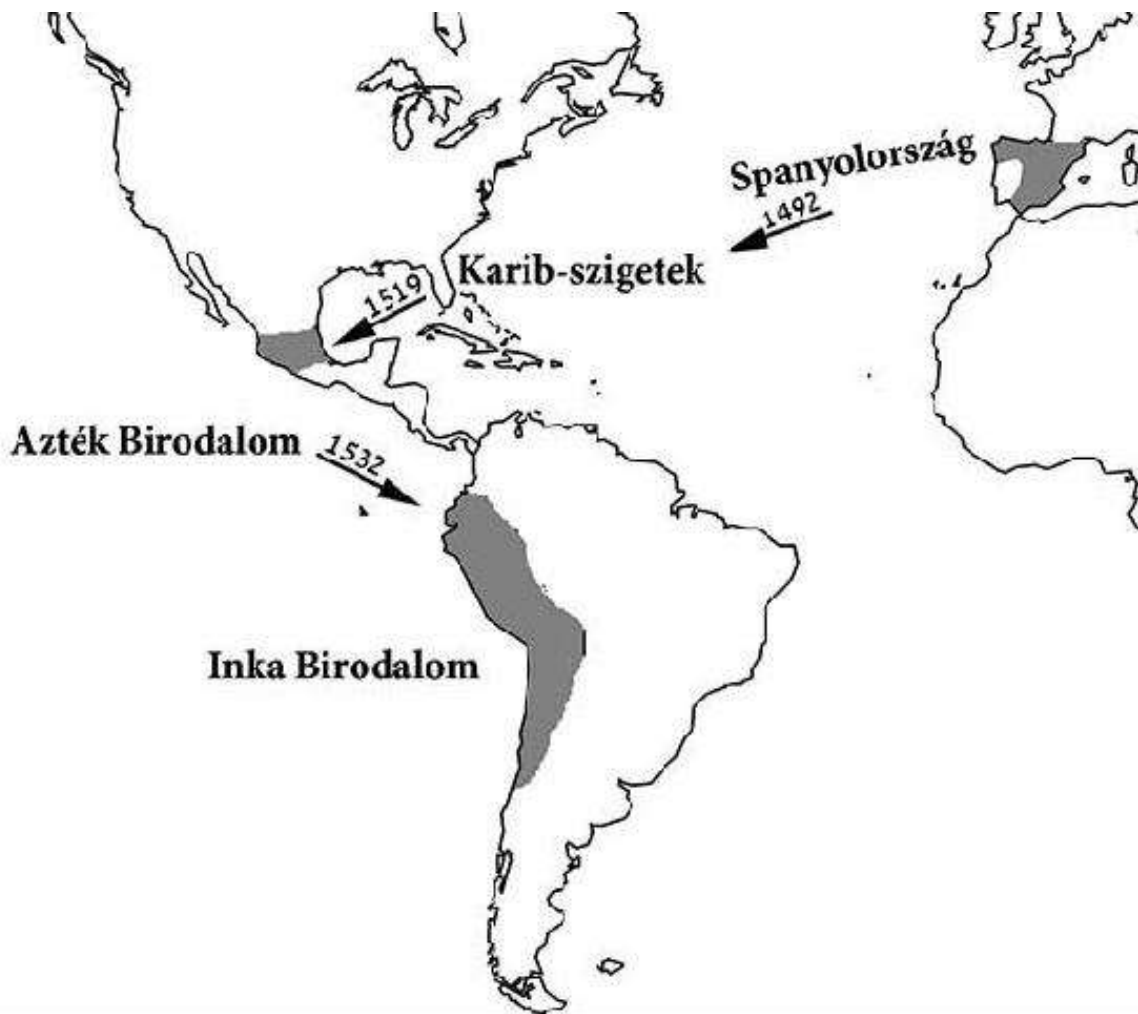 Spanyolország
1492
Karib-szigetek
1519
Azték Birodalom
1532
Inka Birodalom